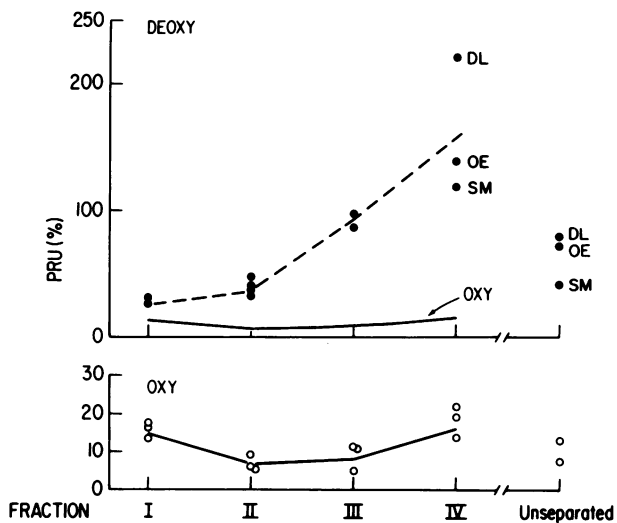 250
DEOXY
200
DL
OE
SM
100
DL
OE
SM
PRU (%)
OXY
0
30
OXY
20
10
0
FRACTION I II III IV Unseparated